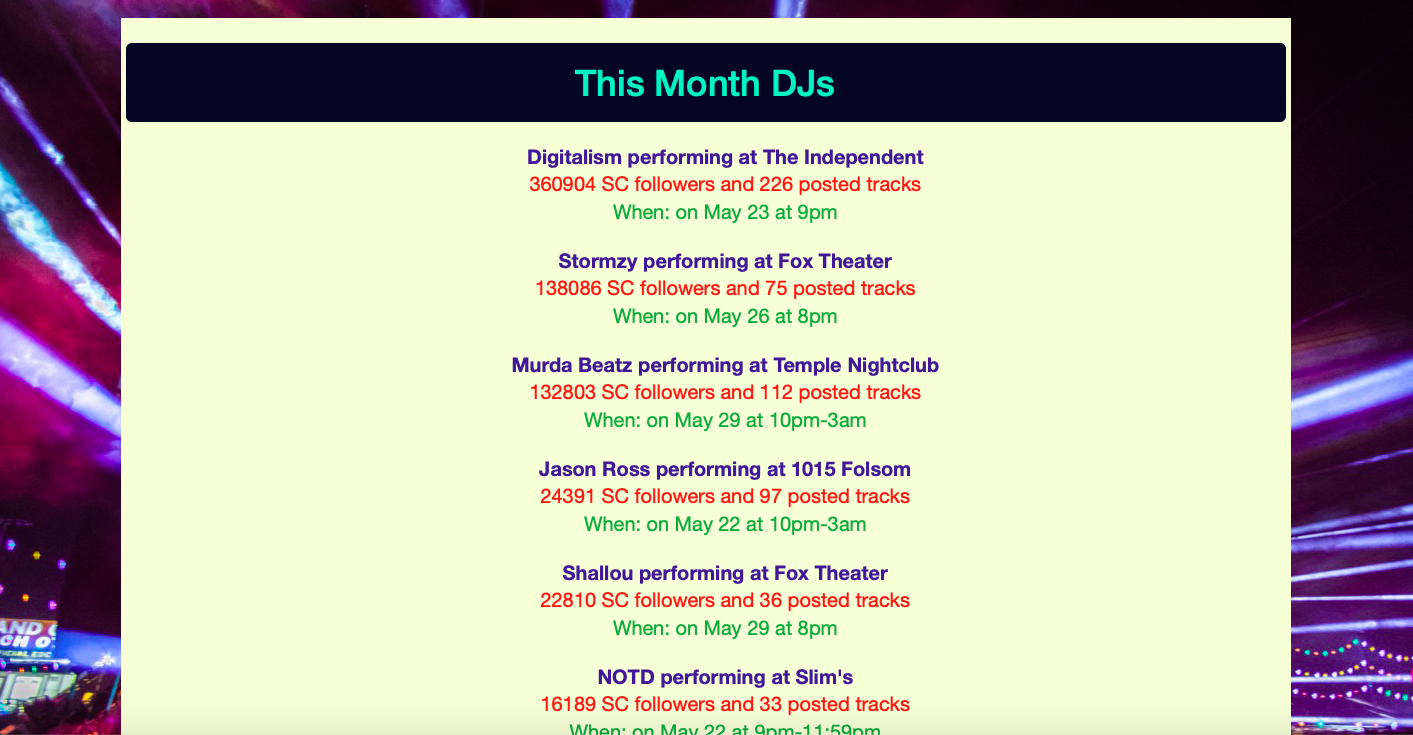 This Month DJs
Digitalism performing at The Independent
360904 SC followers and 226 posted tracks
When: on May 23 at 9pm
Stormzy performing at Fox Theater
138086 SC followers and 75 posted tracks
When: on May 26 at 8pm
Murda Beatz performing at Temple Nightclub
132803 SC followers and 112 posted tracks
When: on May 29 at 10pm-3am
Jason Ross performing at 1015 Folsom
24391 SC followers and 97 posted tracks
When: on May 22 at 10pm-3am
Shallou performing at Fox Theater
22810 SC followers and 36 posted tracks
When: on May 29 at 8pm
NOTD performing at Slim's
16189 SC followers and 33 posted tracks
When: on May 22 at 9pm-11:59pm